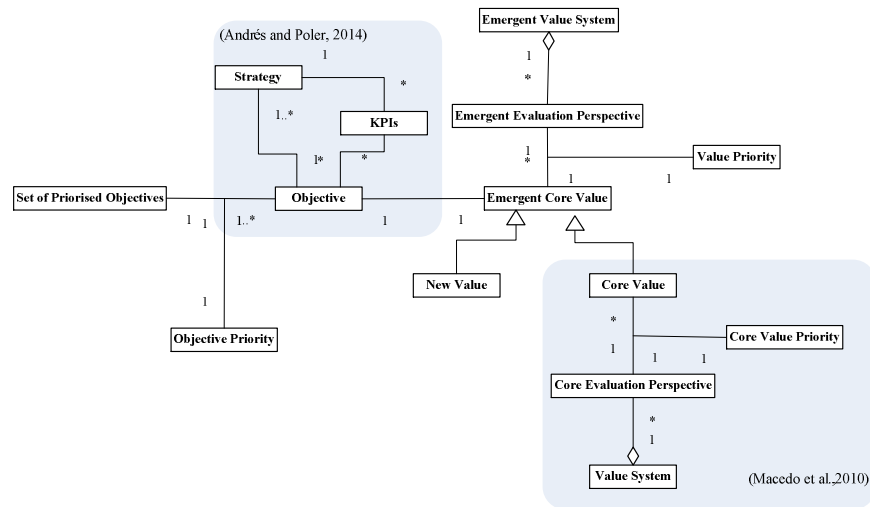 Emergent Value System
(Andrés and Poler, 2014)
1
1
*
Strategy
*
1..*
KPIs
Emergent Evaluation Perspective
1
*
1*
*
Value Priority
1
1
Set of Priorised Objectives
Objective
Emergent Core Value
1
1
1..*
1
1
New Value
Core Value
1
*
Objective Priority
Core Value Priority
1
1
1
Core Evaluation Perspective
*
1
Value System
(Macedo et al.,2010)